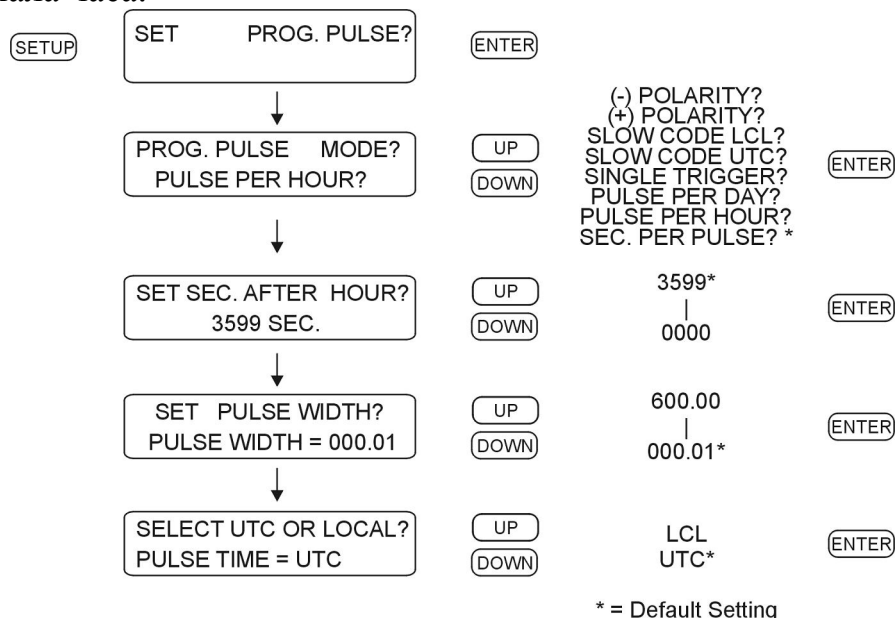 SETUP
SET PROG. PULSE?
ENTER
PROG. PULSE MODE?
PULSE PER HOUR?
UP
DOWN
(-) POLARITY?
(+) POLARITY?
SLOW CODE LCL?
SLOW CODE UTC?
SINGLE TRIGGER?
PULSE PER DAY?
PULSE PER HOUR?
SEC. PER PULSE? *
ENTER
SET SEC. AFTER HOUR?
3599 SEC.
UP
DOWN
3599*
|
0000
ENTER
SET PULSE WIDTH?
PULSE WIDTH = 000.01
UP
DOWN
600.00
|
000.01*
ENTER
SELECT UTC OR LOCAL?
PULSE TIME = UTC
UP
DOWN
LCL
UTC*
ENTER
* = Default Setting